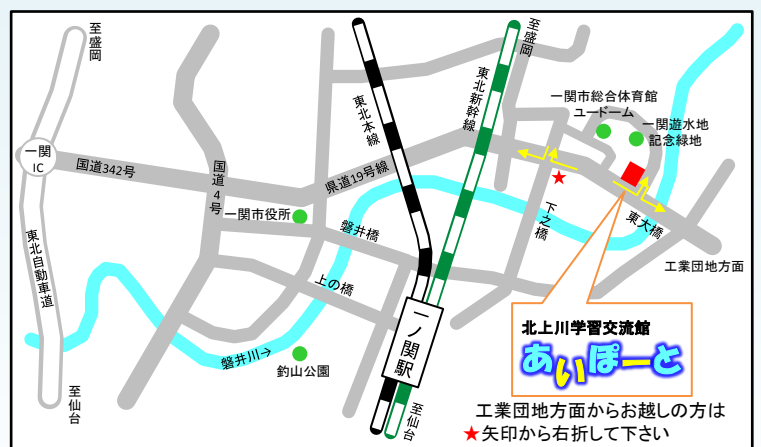 至盛岡
至盛岡
東北本線
東北新幹線
一関市総合体育館
ユードーム
一関遊水地
記念緑地
一関
IC
国道342号
国道4号
県道19号線
一関市役所
磐井橋
下之橋
東大橋
東北自動車道
上の橋
工業団地方面
磐井川→
釣山公園
一ノ関駅
北上川学習交流館
あいぽーと
至仙台
至仙台
工業団地方面からお越しの方は
★矢印から右折して下さい